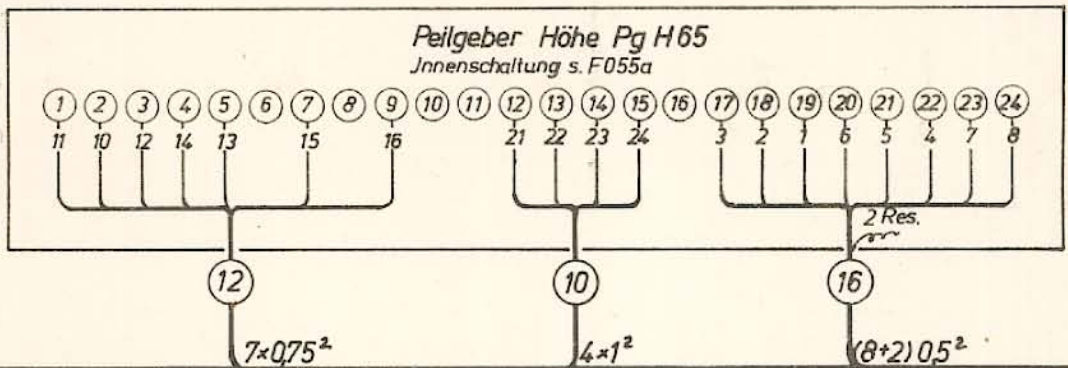 Peilgeber Höhe Pg H 65
Jnnenschaltung s. F055a
1 2 3 4 5 6 7 8 9 10 11 12 13 14 15 16 17 18 19 20 21 22 23 24
11 10 12 14 13 15 16 21 22 23 24 3 2 1 6 5 4 7 8
2 Res.
12 10 16
7×0,75² 4×1² (8+2) 0,5²